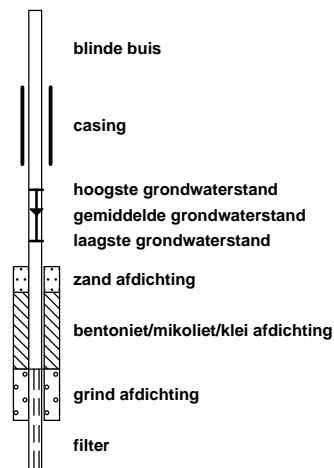 blinde buis
casing
hoogste grondwaterstand
gemiddelde grondwaterstand
laagste grondwaterstand
zand afdichting
bentoniet/mikoliet/klei afdichting
grind afdichting
filter